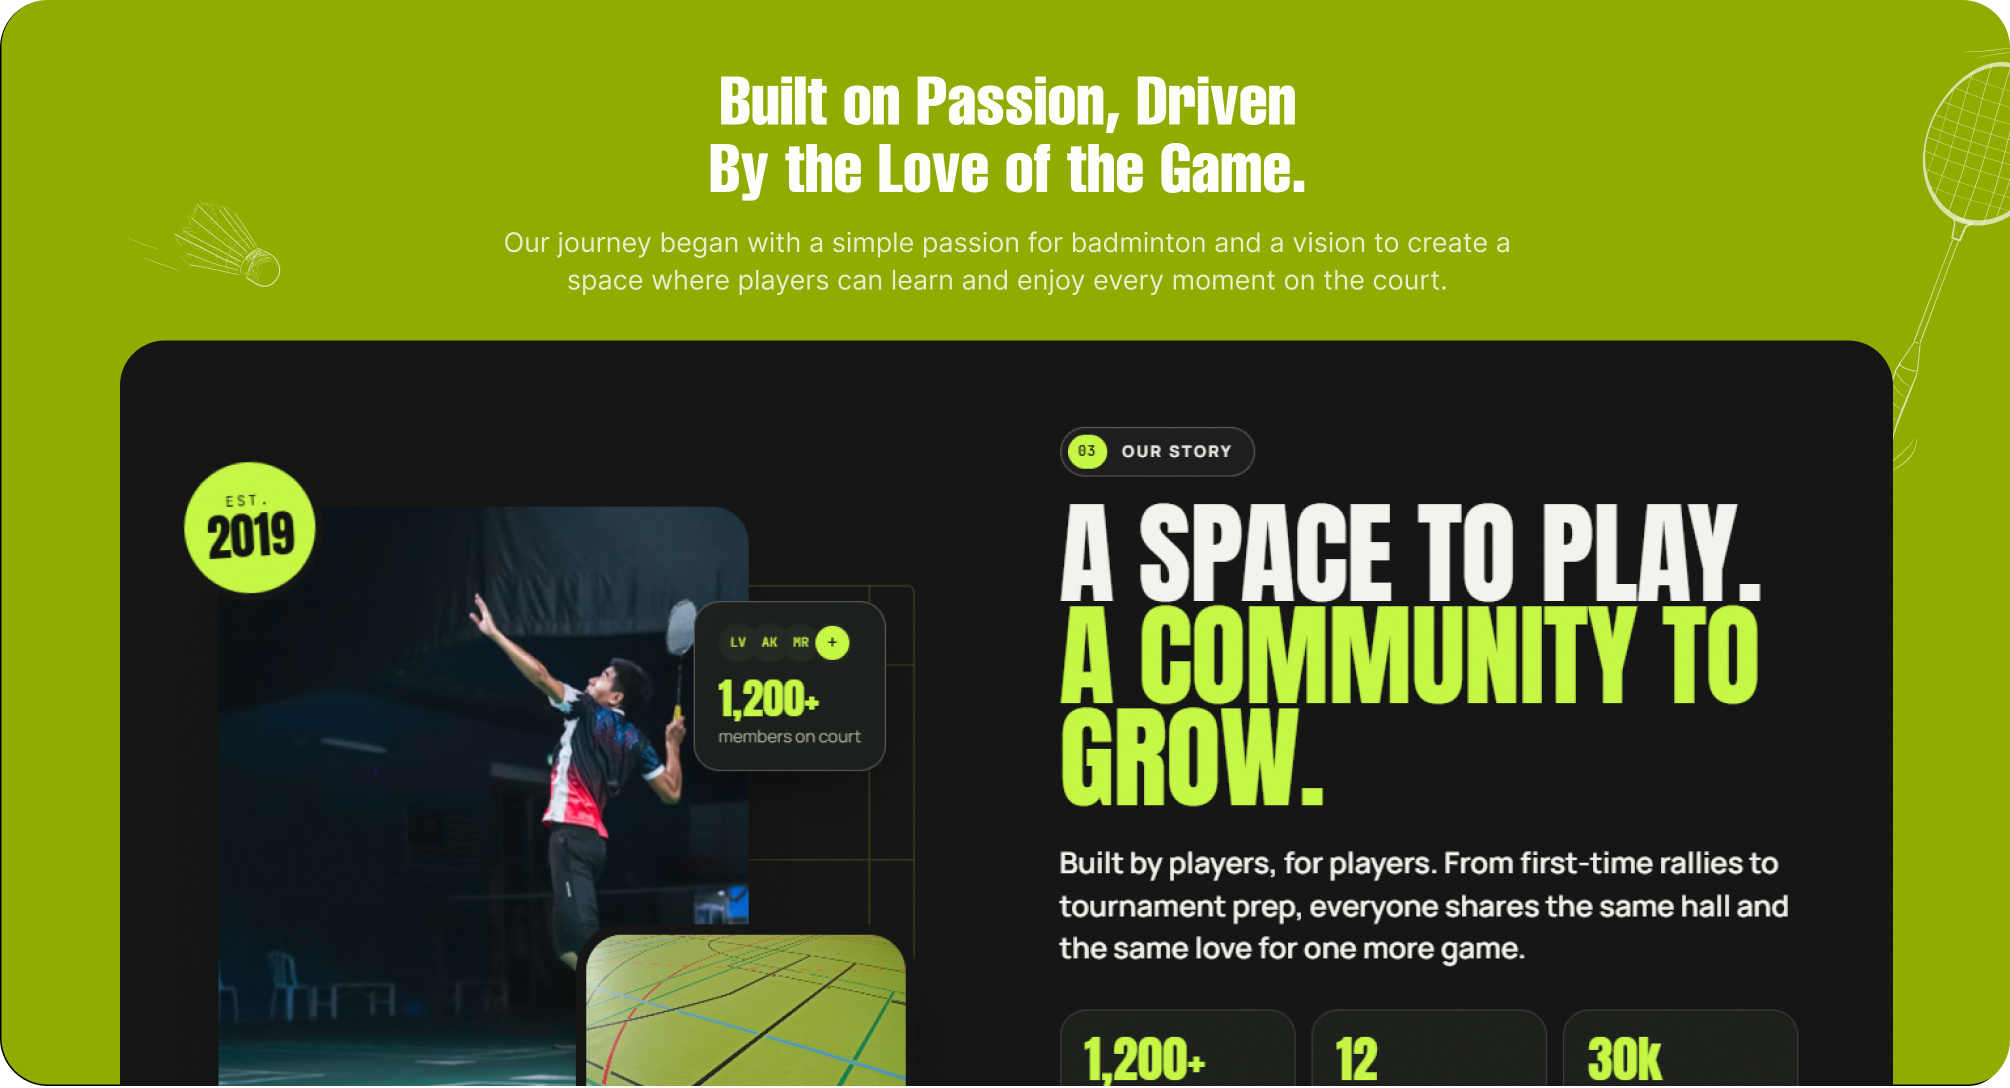 Built on Passion, Driven
By the Love of the Game.
Our journey began with a simple passion for badminton and a vision to create a
space where players can learn and enjoy every moment on the court.
EST.
2019
LV AK MR +
1,200+
members on court
03 OUR STORY
A SPACE TO PLAY.
A COMMUNITY TO
GROW.
Built by players, for players. From first-time rallies to
tournament prep, everyone shares the same hall and
the same love for one more game.
1,200+
12
30k